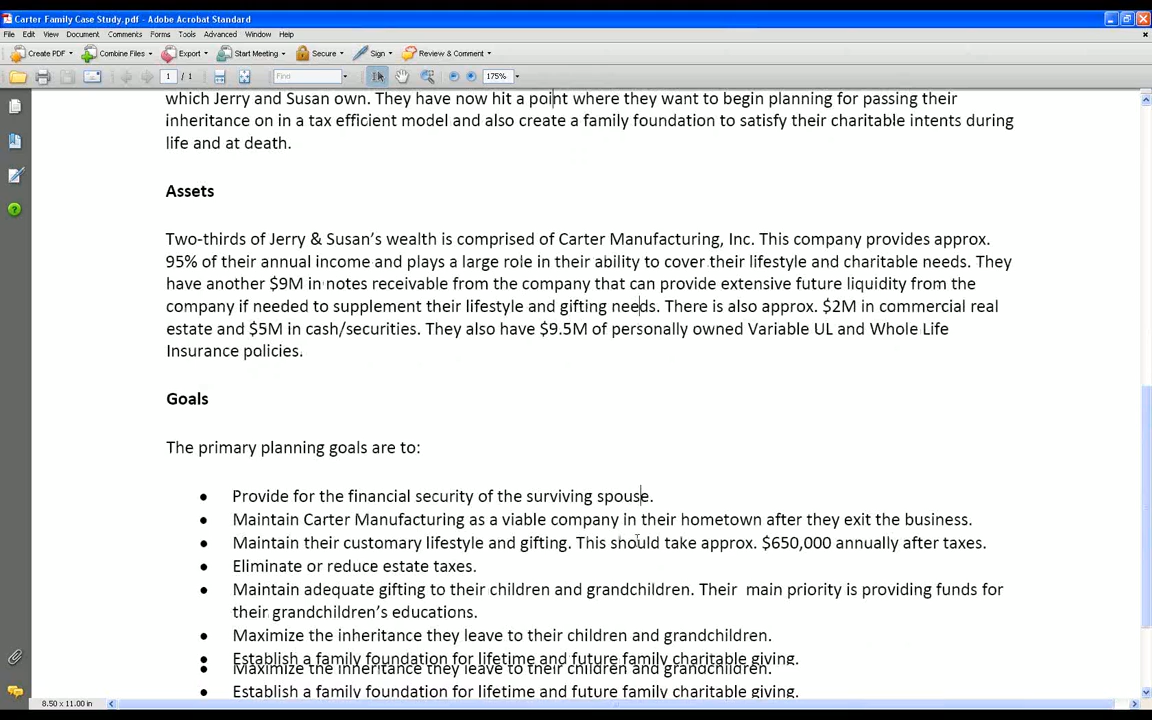 Carter Family Case Study.pdf - Adobe Acrobat Standard
File Edit View Document Comments Forms Tools Advanced Window Help
Create PDF Combine Files Export Start Meeting Secure Sign Review & Comment
1 / 1 Find 175%
which Jerry and Susan own. They have now hit a point where they want to begin planning for passing their
inheritance on in a tax efficient model and also create a family foundation to satisfy their charitable intents during
life and at death.
Assets
Two-thirds of Jerry & Susan's wealth is comprised of Carter Manufacturing, Inc. This company provides approx.
95% of their annual income and plays a large role in their ability to cover their lifestyle and charitable needs. They
have another $9M in notes receivable from the company that can provide extensive future liquidity from the
company if needed to supplement their lifestyle and gifting needs. There is also approx. $2M in commercial real
estate and $5M in cash/securities. They also have $9.5M of personally owned Variable UL and Whole Life
Insurance policies.
Goals
The primary planning goals are to:
• Provide for the financial security of the surviving spouse.
• Maintain Carter Manufacturing as a viable company in their hometown after they exit the business.
• Maintain their customary lifestyle and gifting. This should take approx. $650,000 annually after taxes.
• Eliminate or reduce estate taxes.
• Maintain adequate gifting to their children and grandchildren. Their main priority is providing funds for
their grandchildren's educations.
• Maximize the inheritance they leave to their children and grandchildren.
• Establish a family foundation for lifetime and future family charitable giving.
• Maximize the inheritance they leave to their children and grandchildren.
• Establish a family foundation for lifetime and future family charitable giving.
8.50 x 11.00 in